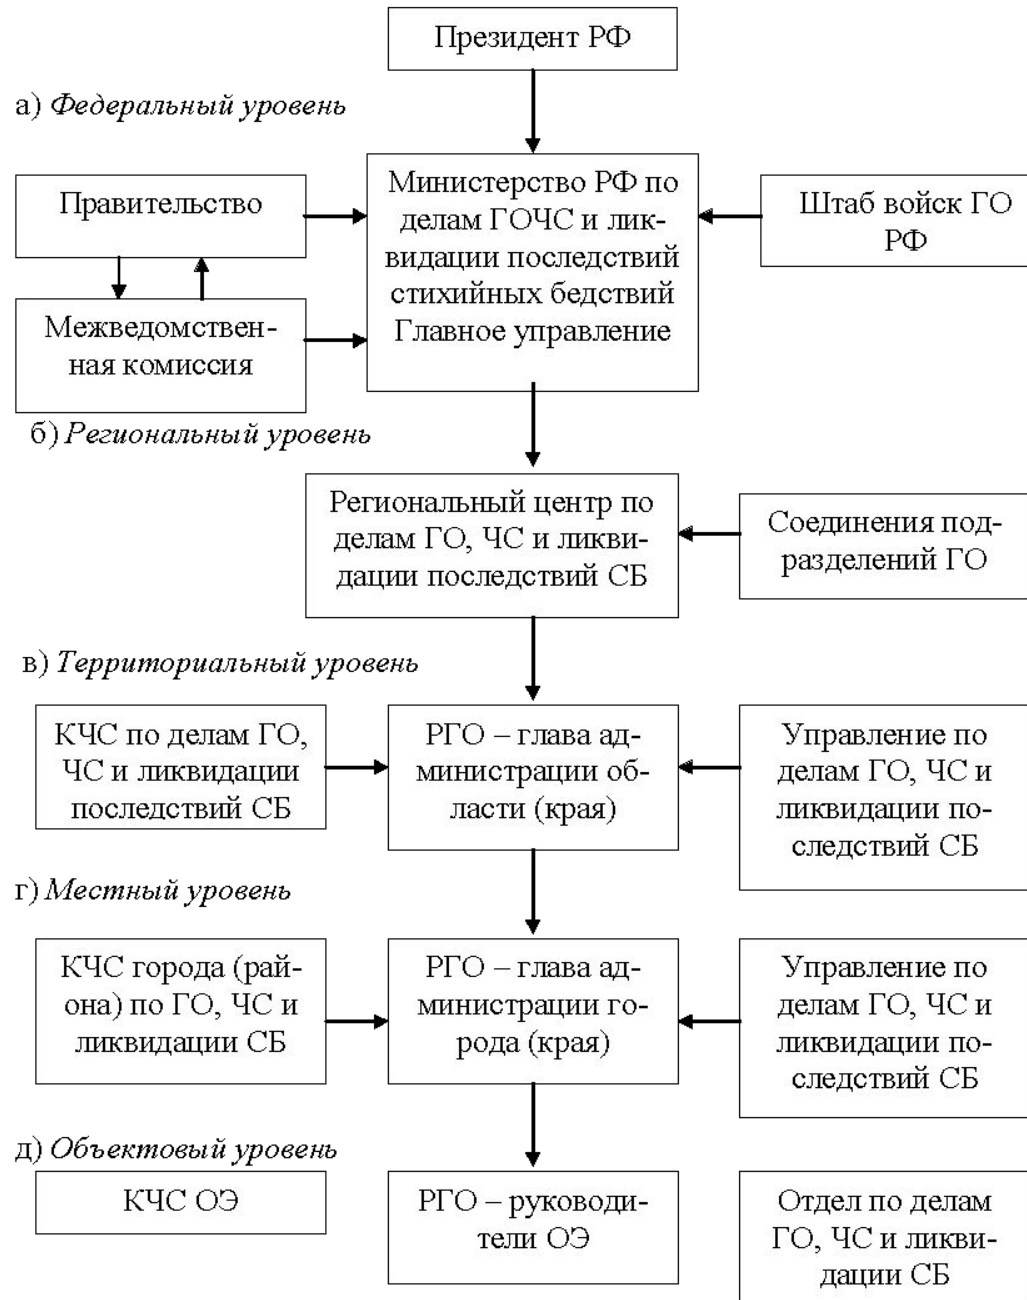 Президент РФ
а) Федеральный уровень
Правительство
Министерство РФ по
делам ГОЧС и лик-
видации последствий
стихийных бедствий
Главное управление
Штаб войск ГО
РФ
Межведомствен-
ная комиссия
б) Региональный уровень
Региональный центр по
делам ГО, ЧС и ликви-
дации последствий СБ
Соединения под-
разделений ГО
в) Территориальный уровень
КЧС по делам ГО,
ЧС и ликвидации
последствий СБ
РГО – глава ад-
министрации об-
ласти (края)
Управление по
делам ГО, ЧС и
ликвидации по-
следствий СБ
г) Местный уровень
КЧС города (рай-
она) по ГО, ЧС и
ликвидации СБ
РГО – глава ад-
министрации го-
рода (края)
Управление по
делам ГО, ЧС и
ликвидации по-
следствий СБ
д) Объектовый уровень
КЧС ОЭ
РГО – руководи-
тели ОЭ
Отдел по делам
ГО, ЧС и ликви-
дации СБ